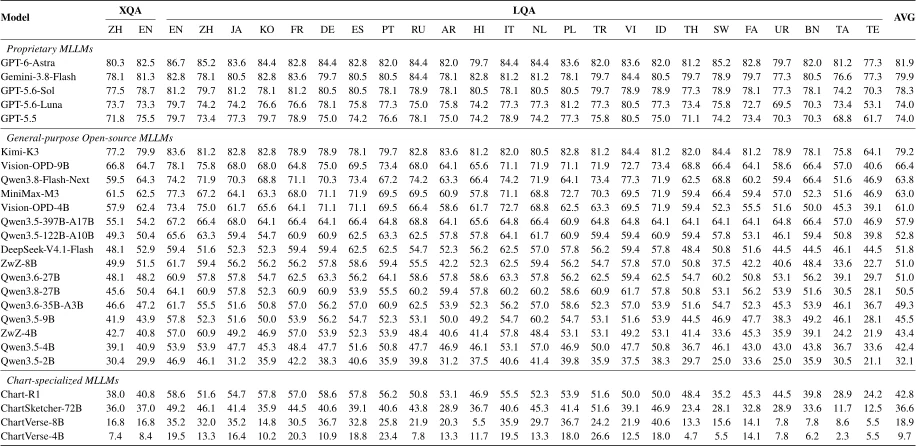 Model XQA LQA AVG
ZH EN EN ZH JA KO FR DE ES PT RU AR HI IT NL PL TR VI ID TH SW FA UR BN TA TE
Proprietary MLLMs
GPT-6-Astra 80.3 82.5 86.7 85.2 83.6 84.4 82.8 84.4 82.8 82.0 84.4 82.0 79.7 84.4 84.4 83.6 82.0 83.6 82.0 81.2 85.2 82.8 79.7 82.0 81.2 77.3 81.9
Gemini-3.8-Flash 78.1 81.3 82.8 78.1 80.5 82.8 83.6 79.7 80.5 80.5 84.4 78.1 82.8 81.2 81.2 78.1 79.7 84.4 80.5 79.7 78.9 79.7 77.3 80.5 76.6 77.3 79.9
GPT-5.6-Sol 77.5 78.7 81.2 79.7 81.2 78.1 81.2 80.5 80.5 78.1 78.9 78.1 80.5 78.1 80.5 80.5 79.7 78.9 78.9 77.3 78.9 78.1 77.3 78.1 74.2 70.3 78.3
GPT-5.6-Luna 73.7 73.3 79.7 74.2 74.2 76.6 76.6 78.1 75.8 77.3 75.0 75.8 74.2 77.3 77.3 81.2 77.3 80.5 77.3 73.4 75.8 72.7 69.5 70.3 73.4 53.1 74.0
GPT-5.5 71.8 75.5 79.7 73.4 77.3 79.7 78.9 75.0 74.2 76.6 78.1 75.0 74.2 78.9 74.2 77.3 75.8 80.5 75.0 71.1 74.2 73.4 70.3 70.3 68.8 61.7 74.0
General-purpose Open-source MLLMs
Kimi-K3 77.2 79.9 83.6 81.2 82.8 82.8 78.9 78.9 78.1 79.7 82.8 83.6 81.2 82.0 80.5 82.8 81.2 84.4 81.2 82.0 84.4 81.2 78.9 78.1 75.8 64.1 79.2
Vision-OPD-9B 66.8 64.7 78.1 75.8 68.0 68.0 64.8 75.0 69.5 73.4 68.0 64.1 65.6 71.1 71.9 71.1 71.9 72.7 73.4 68.8 66.4 64.1 58.6 66.4 57.0 40.6 66.4
Qwen3.8-Flash-Next 59.5 64.3 74.2 71.9 70.3 68.8 71.1 70.3 73.4 67.2 74.2 63.3 66.4 74.2 71.9 64.1 73.4 77.3 71.9 62.5 68.8 60.2 59.4 66.4 51.6 46.9 63.8
MiniMax-M3 61.5 62.5 77.3 67.2 64.1 63.3 68.0 71.1 71.9 69.5 69.5 60.9 57.8 71.1 68.8 72.7 70.3 69.5 71.9 59.4 66.4 59.4 57.0 52.3 51.6 46.9 63.0
Vision-OPD-4B 57.9 62.4 73.4 75.0 61.7 65.6 64.1 71.1 71.1 69.5 66.4 58.6 61.7 72.7 68.8 62.5 63.3 69.5 71.9 59.4 52.3 55.5 51.6 50.0 45.3 39.1 61.0
Qwen3.5-397B-A17B 55.1 54.2 67.2 66.4 68.0 64.1 66.4 64.1 66.4 64.8 68.8 64.1 65.6 64.8 66.4 60.9 64.8 64.8 64.1 64.1 64.1 64.1 64.8 66.4 57.0 46.9 57.9
Qwen3.5-122B-A10B 49.3 50.4 65.6 63.3 59.4 54.7 60.9 60.9 62.5 63.3 62.5 57.8 57.8 64.1 61.7 60.9 59.4 59.4 60.9 59.4 57.8 53.1 46.1 59.4 50.8 39.8 52.8
DeepSeek-V4.1-Flash 48.1 52.9 59.4 51.6 52.3 52.3 59.4 59.4 62.5 62.5 54.7 52.3 56.2 62.5 57.0 57.8 56.2 59.4 57.8 48.4 50.8 51.6 44.5 44.5 46.1 44.5 51.8
ZwZ-8B 49.9 51.5 61.7 59.4 56.2 56.2 56.2 57.8 58.6 59.4 55.5 42.2 52.3 62.5 59.4 54.7 52.3 57.8 57.0 50.8 37.5 42.2 40.6 48.4 33.6 22.7 51.0
Qwen3.6-27B 48.1 48.2 60.9 57.8 57.8 54.7 62.5 63.3 56.2 64.1 58.6 57.8 58.6 63.3 57.8 56.2 62.5 59.4 62.5 54.7 60.2 50.8 53.1 56.2 39.1 29.7 51.0
Qwen3.8-27B 45.6 50.4 64.1 60.9 57.8 52.3 60.9 60.9 53.9 55.5 60.2 59.4 57.8 60.2 60.2 58.6 60.9 61.7 57.8 50.8 53.1 56.2 53.9 51.6 50.5 28.1 50.5
Qwen3.6-35B-A3B 46.6 47.2 61.7 55.5 51.6 50.8 57.0 56.2 57.0 60.9 62.5 53.9 52.3 56.2 57.0 58.6 52.3 57.0 53.9 51.6 54.7 52.3 45.3 53.9 46.1 36.7 49.3
Qwen3.5-9B 41.9 43.9 57.8 52.3 51.6 50.0 53.9 56.2 54.7 52.3 53.1 50.0 49.2 54.7 60.2 54.7 53.1 51.6 53.9 44.5 46.9 47.7 38.3 49.2 46.1 28.1 45.5
ZwZ-4B 42.7 40.8 57.0 60.9 49.2 46.9 57.0 53.9 52.3 53.9 48.4 40.6 41.4 57.8 48.4 53.1 53.1 49.2 53.1 41.4 33.6 45.3 35.9 39.1 24.2 21.9 43.4
Qwen3.5-4B 39.1 40.9 53.9 53.9 47.7 45.3 48.4 47.7 51.6 50.8 47.7 46.9 46.1 53.1 57.0 46.9 50.0 47.7 50.8 36.7 46.1 43.0 43.0 43.8 36.7 33.6 42.4
Qwen3.5-2B 30.4 29.9 46.9 46.1 31.2 35.9 42.2 38.3 40.6 35.9 39.8 31.2 37.5 40.6 41.4 39.8 35.9 37.5 38.3 29.7 25.0 33.6 25.0 35.9 30.5 21.1 32.1
Chart-specialized MLLMs
Chart-R1 38.0 40.8 58.6 51.6 54.7 57.8 57.0 58.6 57.8 56.2 50.8 53.1 46.9 55.5 52.3 53.9 51.6 50.0 50.0 48.4 35.2 45.3 44.5 39.8 28.9 24.2 42.8
ChartSketcher-72B 36.0 37.0 49.2 46.1 41.4 35.9 44.5 40.6 39.1 40.6 43.8 28.9 36.7 40.6 45.3 41.4 52.3 39.1 46.9 23.4 28.1 32.8 28.9 33.6 11.7 12.5 36.6
ChartVerse-8B 16.8 16.8 35.2 32.0 35.2 14.8 30.5 36.7 32.8 25.8 21.9 20.3 5.5 35.9 29.7 36.7 24.2 21.9 40.6 13.3 15.6 14.1 7.8 7.8 8.6 5.5 18.9
ChartVerse-4B 7.4 8.4 19.5 13.3 16.4 10.2 20.3 10.9 18.8 23.4 7.8 13.3 11.7 19.5 13.3 18.0 26.6 12.5 18.0 4.7 5.5 14.1 7.8 6.2 2.3 5.5 9.7